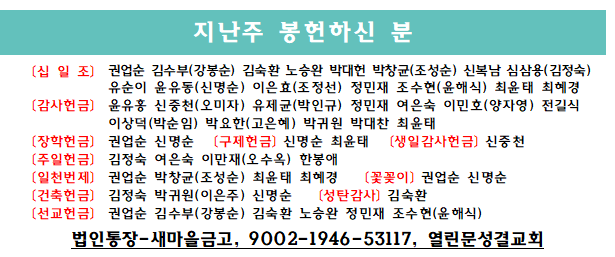 지난주 봉헌하신 분
〔십 일 조〕 권업순 김수부(강봉순) 김숙환 노승완 박대헌 박창균(조성순) 신복남 심삼용(김정숙)
유순이 윤유동(신명순) 이은효(조정선) 정민재 조수현(윤해식) 최윤태 최혜경
〔감사헌금〕 윤유홍 신중천(오미자) 유제균(박인규) 정민재 여은숙 이민호(양자영) 전길식
이상덕(박순임) 박요한(고은혜) 박귀원 박대찬 최윤태
〔장학헌금〕 권업순 신명순 〔구제헌금〕 신명순 최윤태 〔생일감사헌금〕 신중천
〔주일헌금〕 김정숙 여은숙 이만재(오수옥) 한봉애
〔일천번제〕 권업순 박창균(조성순) 최윤태 최혜경 〔꽃꽂이〕 권업순 신명순
〔건축헌금〕 김정숙 박귀원(이은주) 신명순 〔성탄감사〕 김숙환
〔선교헌금〕 권업순 김수부(강봉순) 김숙환 노승완 정민재 조수현(윤해식)
법인통장-새마을금고, 9002-1946-53117, 열린문성결교회